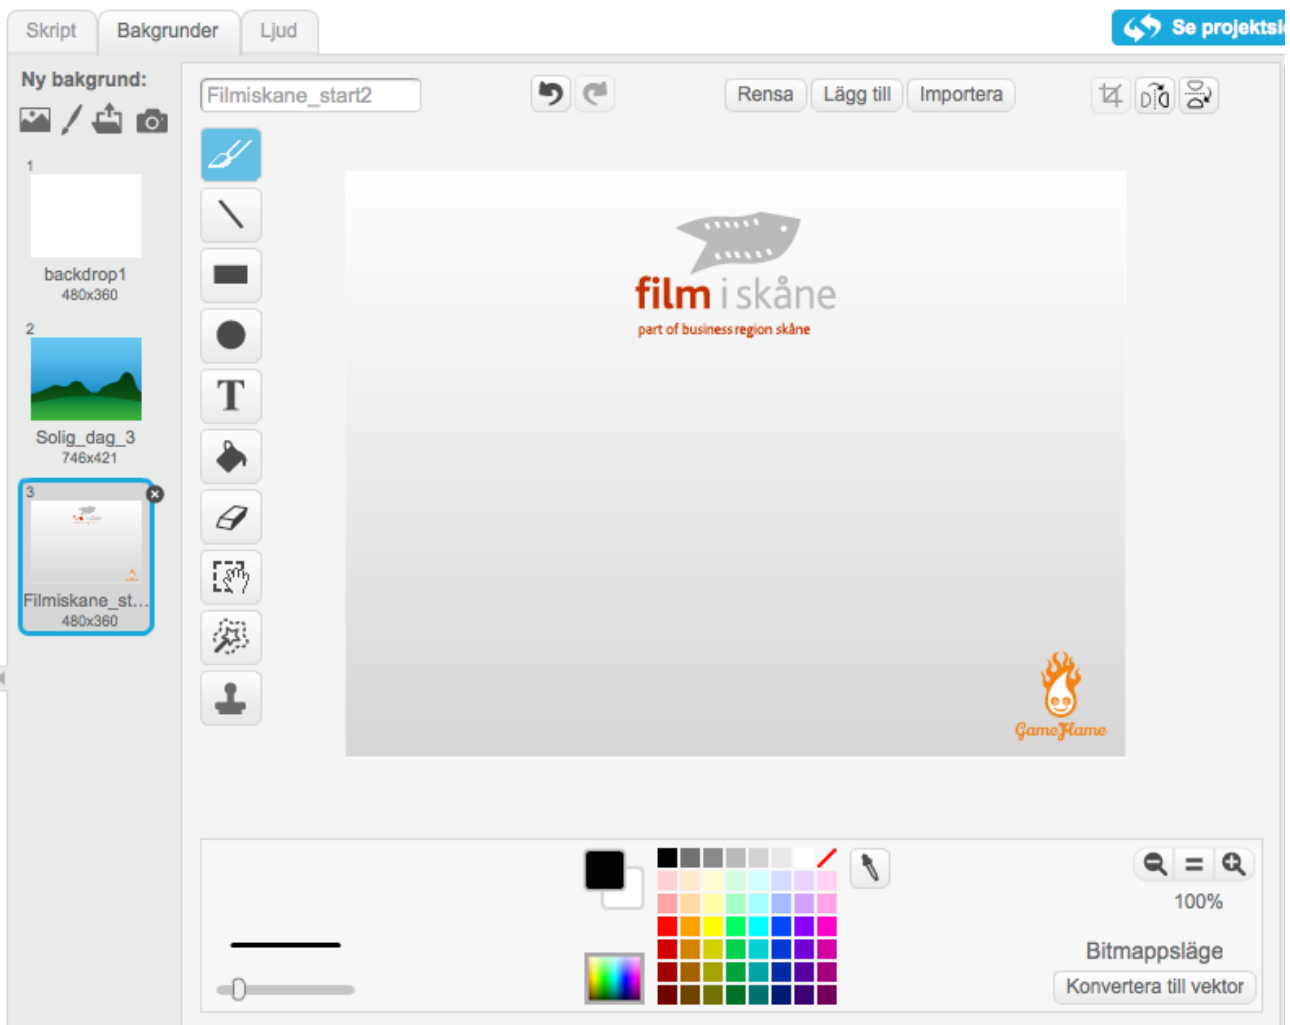 Skript
Bakgrunder
Ljud
Se projektsi
Ny bakgrund:
Filmiskane_start2
Rensa
Lägg till
Importera
1
backdrop1
480x360
2
Solig_dag_3
746x421
3
Filmiskane_st...
480x360
T
film i skåne
part of business region skåne
GameFlame
100%
Bitmappsläge
Konvertera till vektor